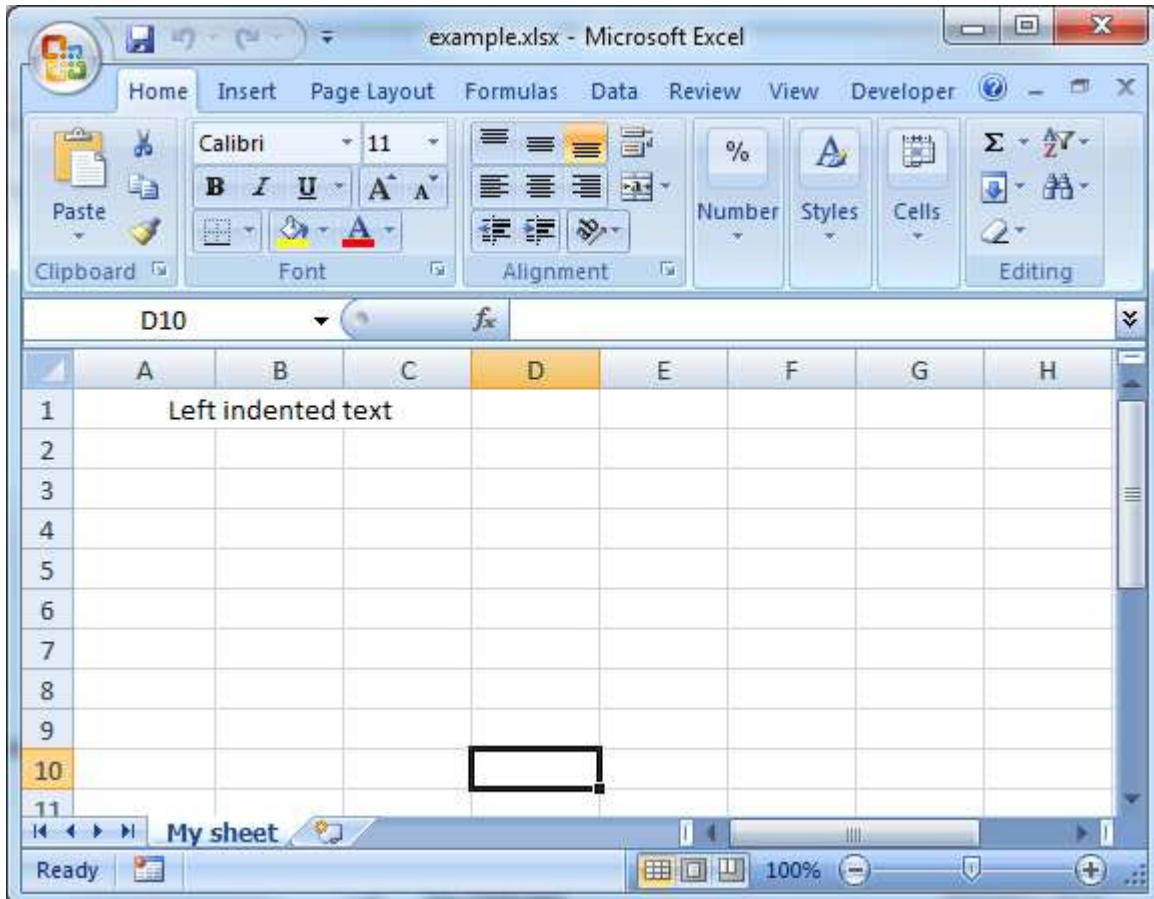 example.xlsx - Microsoft Excel
Home Insert Page Layout Formulas Data Review View Developer
Paste
Calibri 11
B I U A A
A
% Number
Styles
Cells
Σ
A Z
Clipboard Font Alignment Editing
D10 fx
A B C D E F G H
1 Left indented text
2
3
4
5
6
7
8
9
10
11
My sheet
Ready 100%